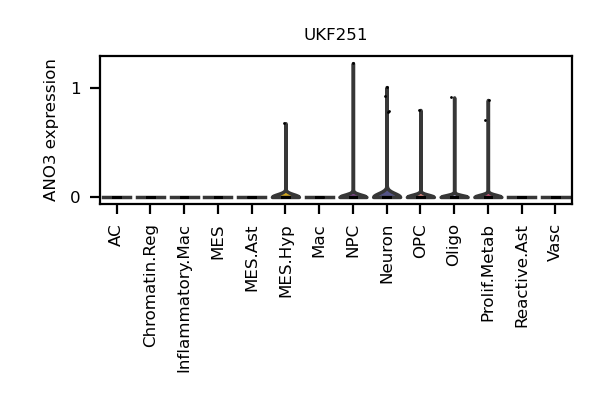 UKF251
ANO3 expression
1
0
AC
Chromatin.Reg
Inflammatory.Mac
MES
MES.Ast
MES.Hyp
Mac
NPC
Neuron
OPC
Oligo
Prolif.Metab
Reactive.Ast
Vasc